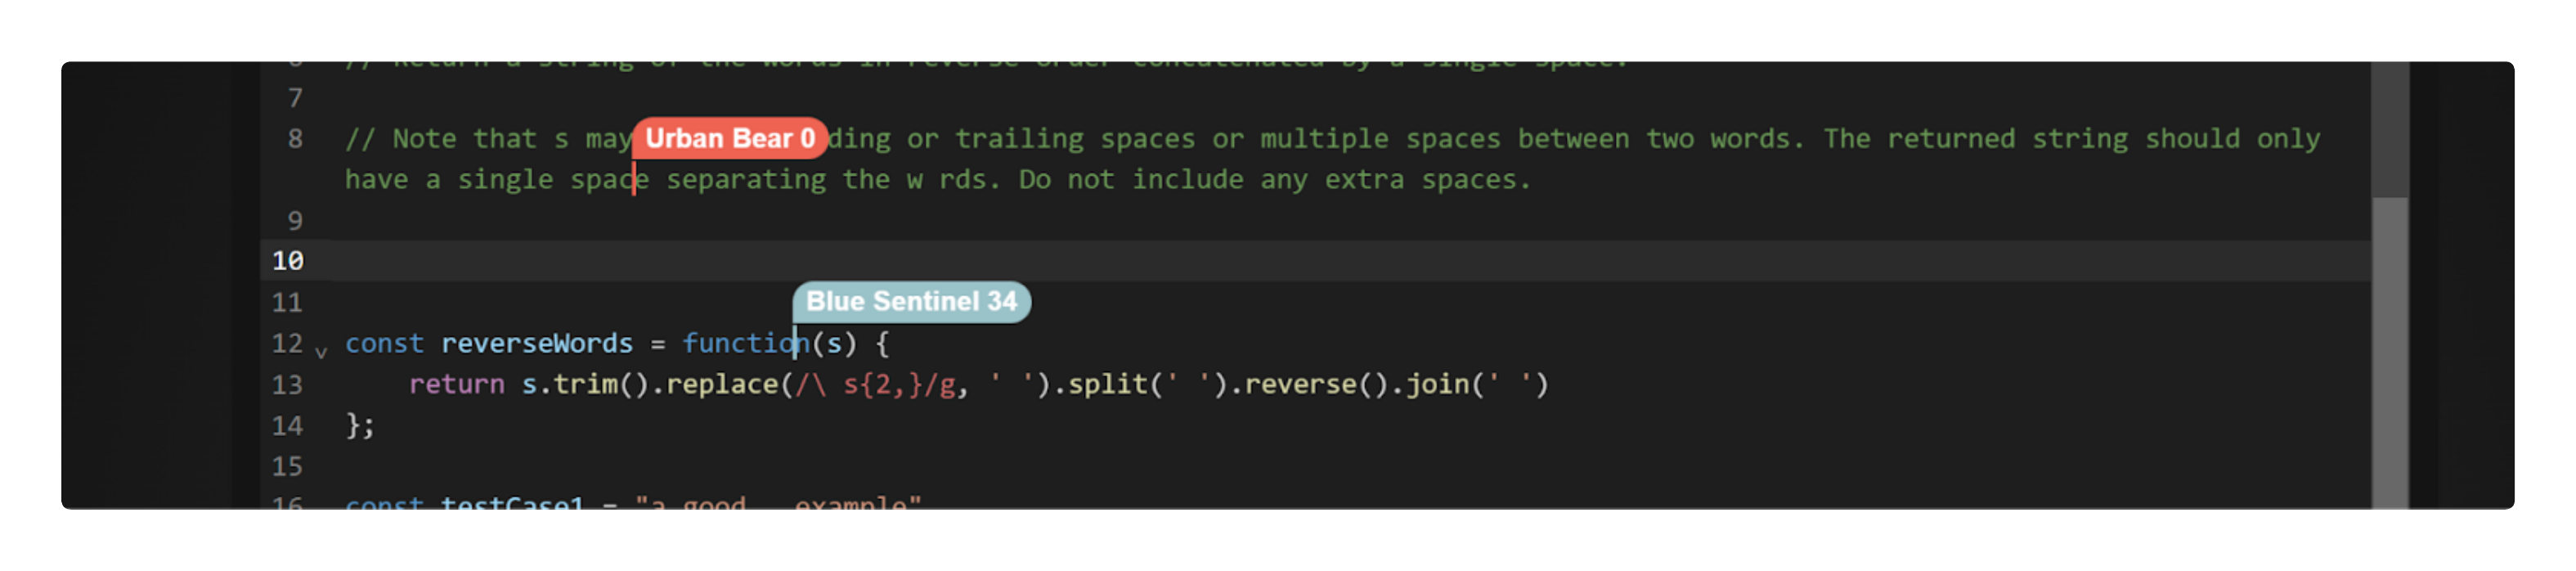 6 // Return a string of the words in reverse order concatenated by a single space.
7
8 // Note that s may Urban Bear 0 ding or trailing spaces or multiple spaces between two words. The returned string should only
have a single space separating the w rds. Do not include any extra spaces.
9
10
11
Blue Sentinel 34
12 const reverseWords = function(s) {
13 return s.trim().replace(/\ s{2,}/g, ' ').split(' ').reverse().join(' ')
14 };
15
16 const testCase1 = "a good   example"